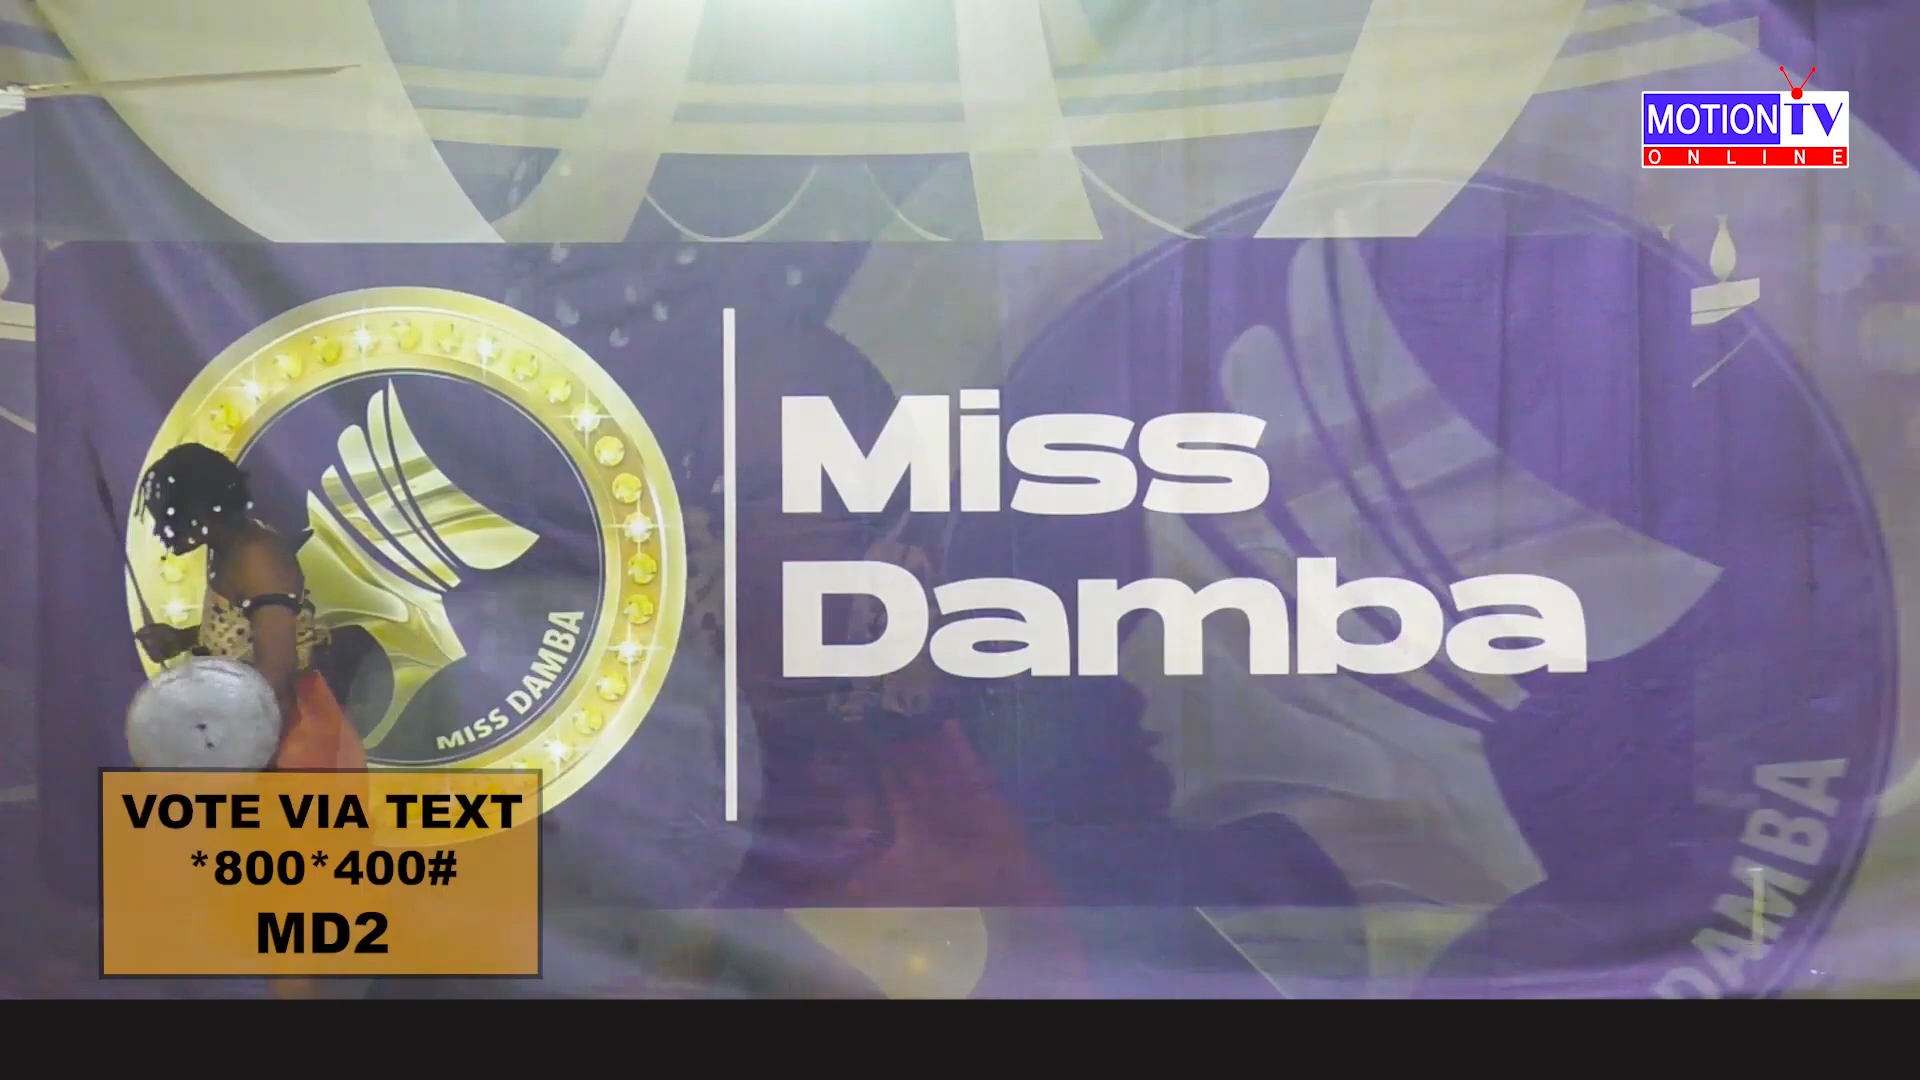 MOTION TV
ONLINE
Miss
Damba
MISS DAMBA
DAMBA
VOTE VIA TEXT
*800*400#
MD2